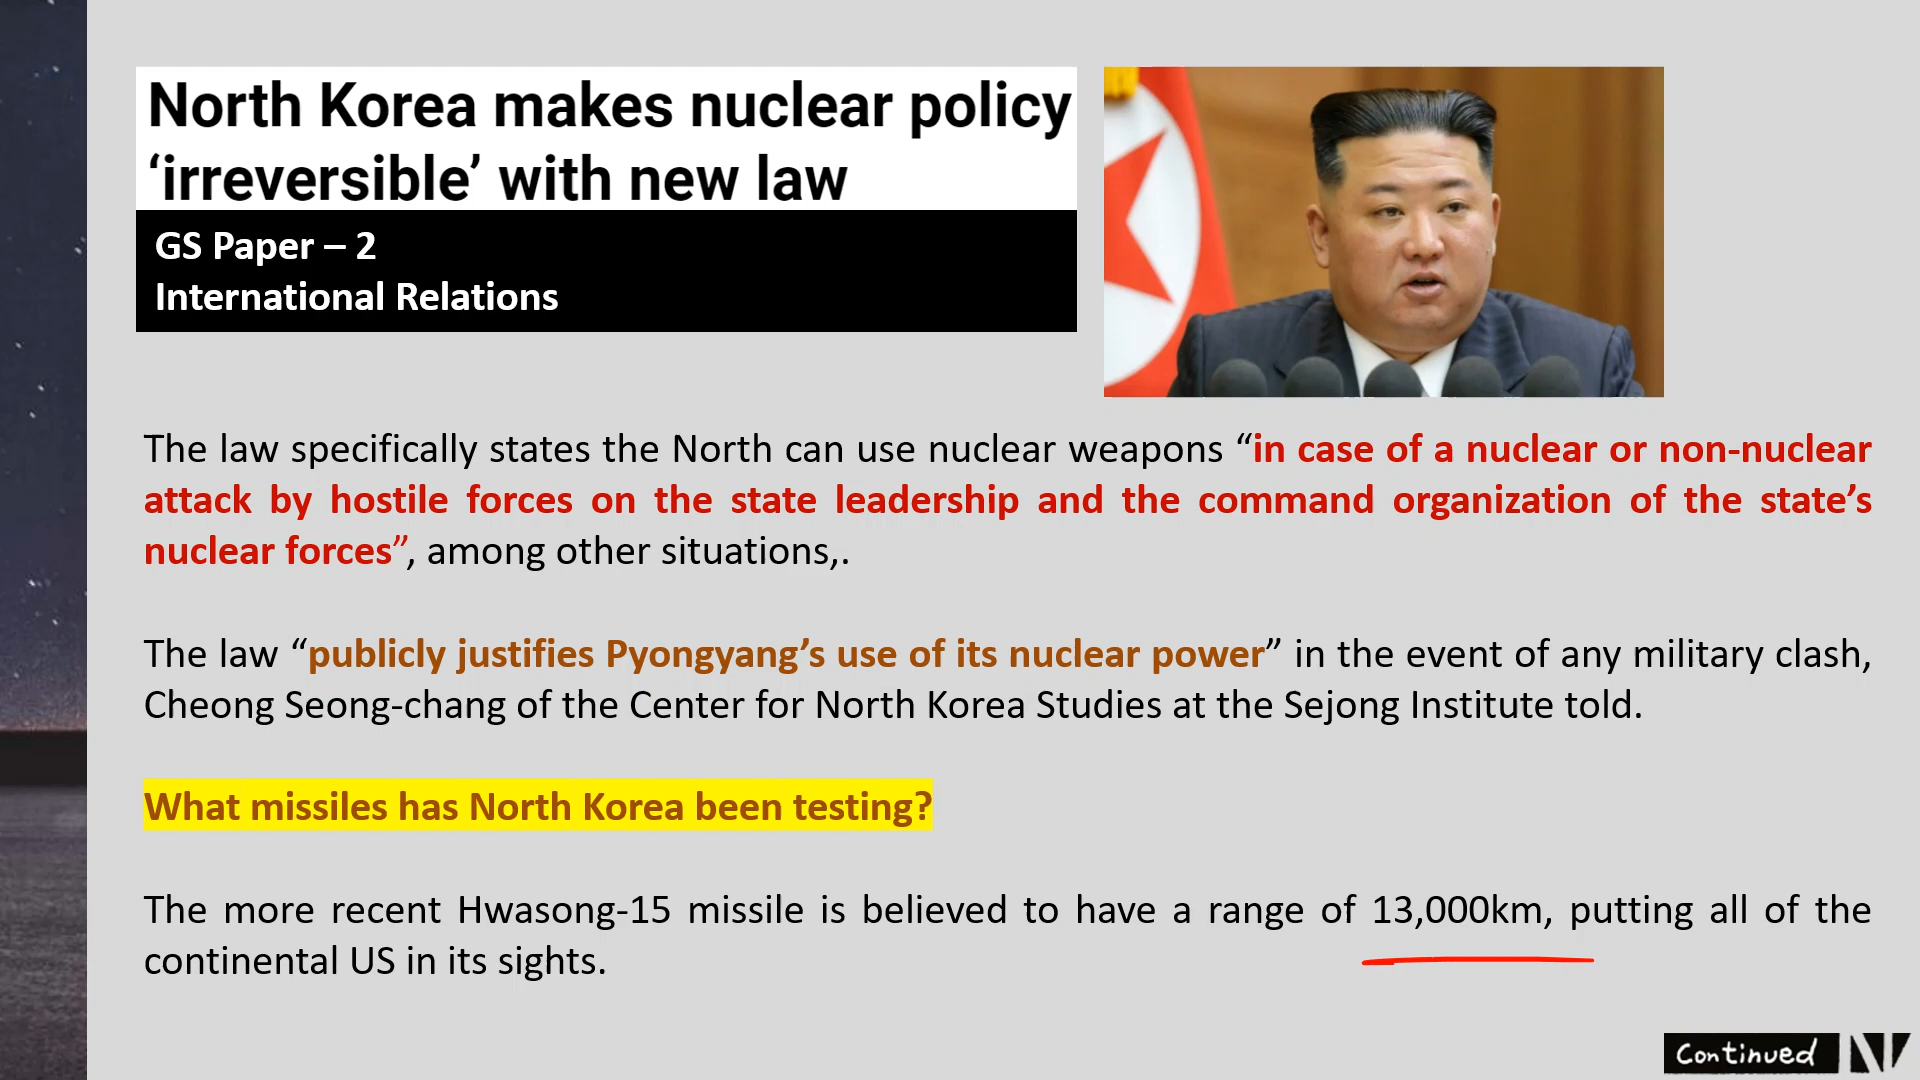 North Korea makes nuclear policy
‘irreversible’ with new law
GS Paper – 2
International Relations
The law specifically states the North can use nuclear weapons “in case of a nuclear or non-nuclear
attack by hostile forces on the state leadership and the command organization of the state’s
nuclear forces”, among other situations,.
The law “publicly justifies Pyongyang’s use of its nuclear power” in the event of any military clash,
Cheong Seong-chang of the Center for North Korea Studies at the Sejong Institute told.
What missiles has North Korea been testing?
The more recent Hwasong-15 missile is believed to have a range of 13,000km, putting all of the
continental US in its sights.
Continued